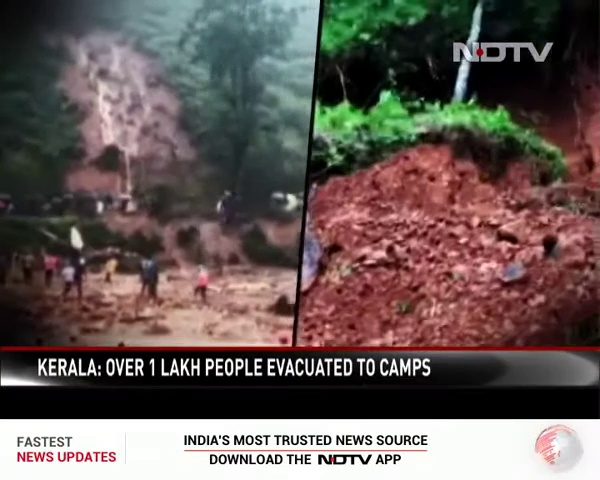 NDTV
KERALA: OVER 1 LAKH PEOPLE EVACUATED TO CAMPS
FASTEST
NEWS UPDATES
INDIA'S MOST TRUSTED NEWS SOURCE
DOWNLOAD THE NDTV APP